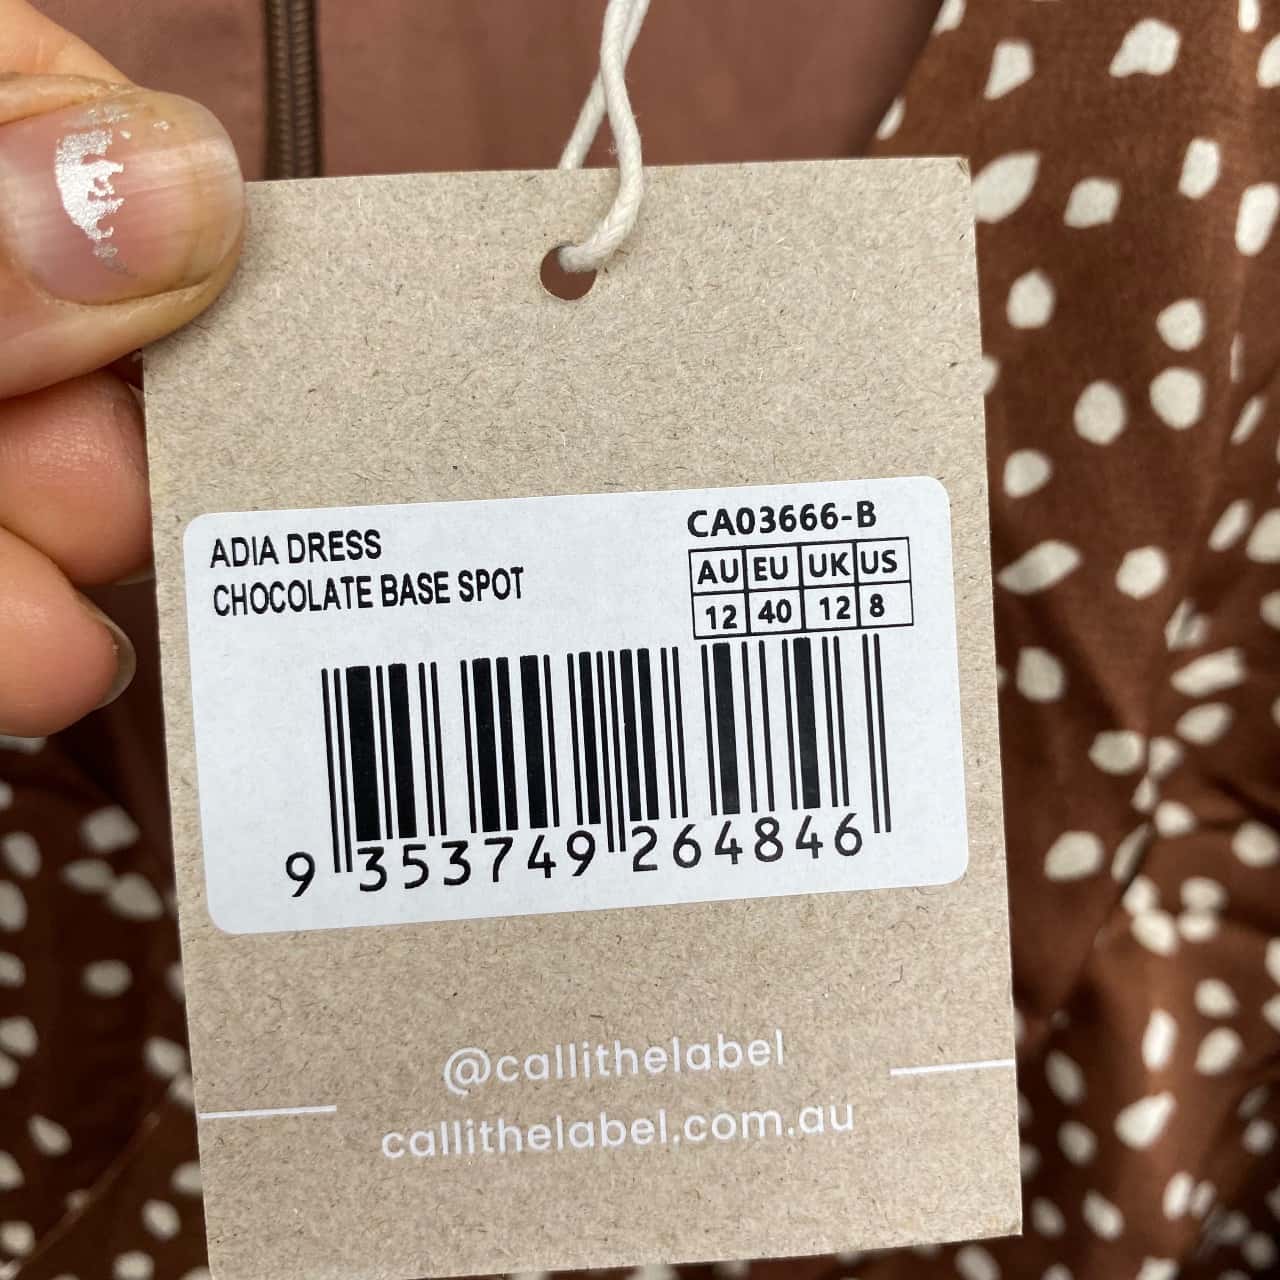 ADIA DRESS
CHOCOLATE BASE SPOT
CA03666-B
AU EU UK US
12 40 12 8
9 353749 264846
@callithelabel
callithelabel.com.au